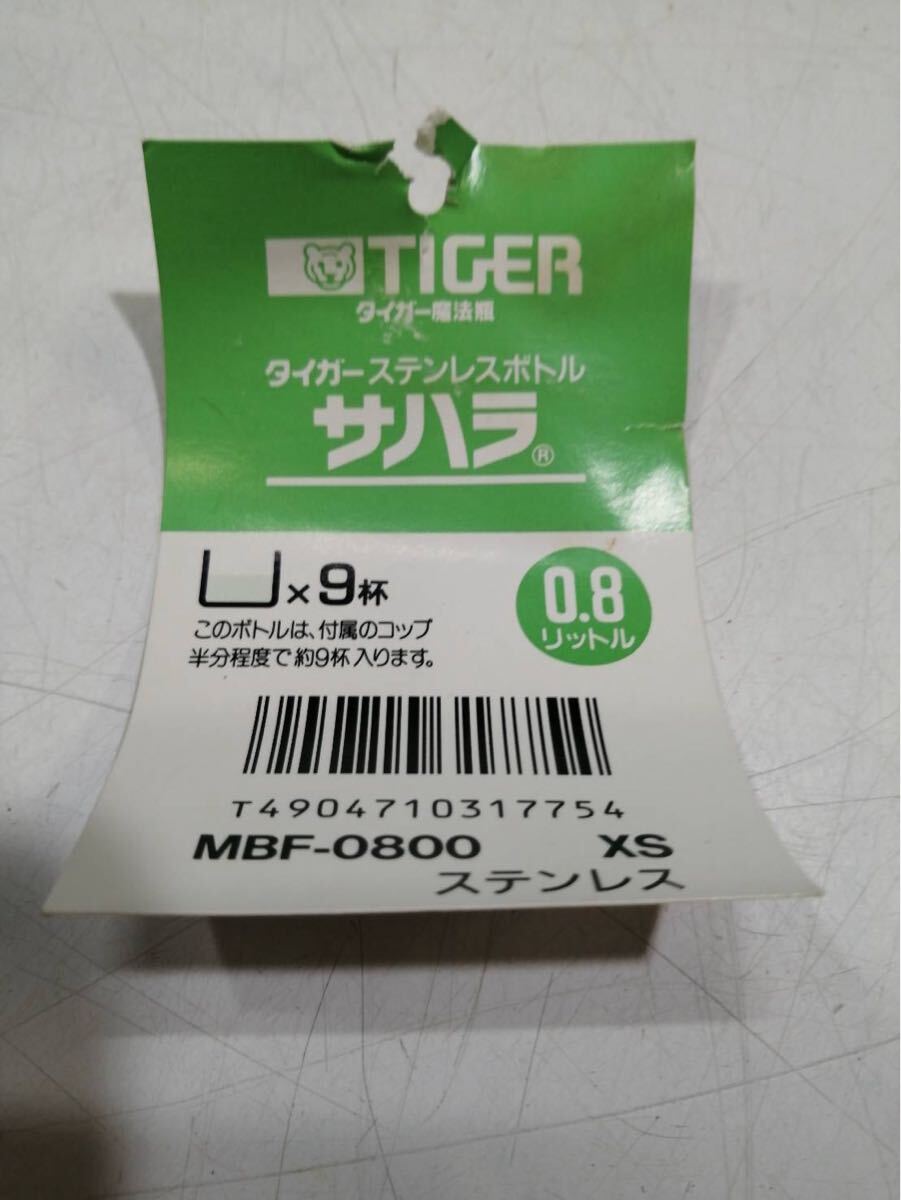 TIGER
タイガー魔法瓶
タイガーステンレスボトル
サハラ®
×9杯
0.8
リットル
このボトルは、付属のコップ
半分程度で約9杯入ります。
T4904710317754
MBF-0800 XS
ステンレス